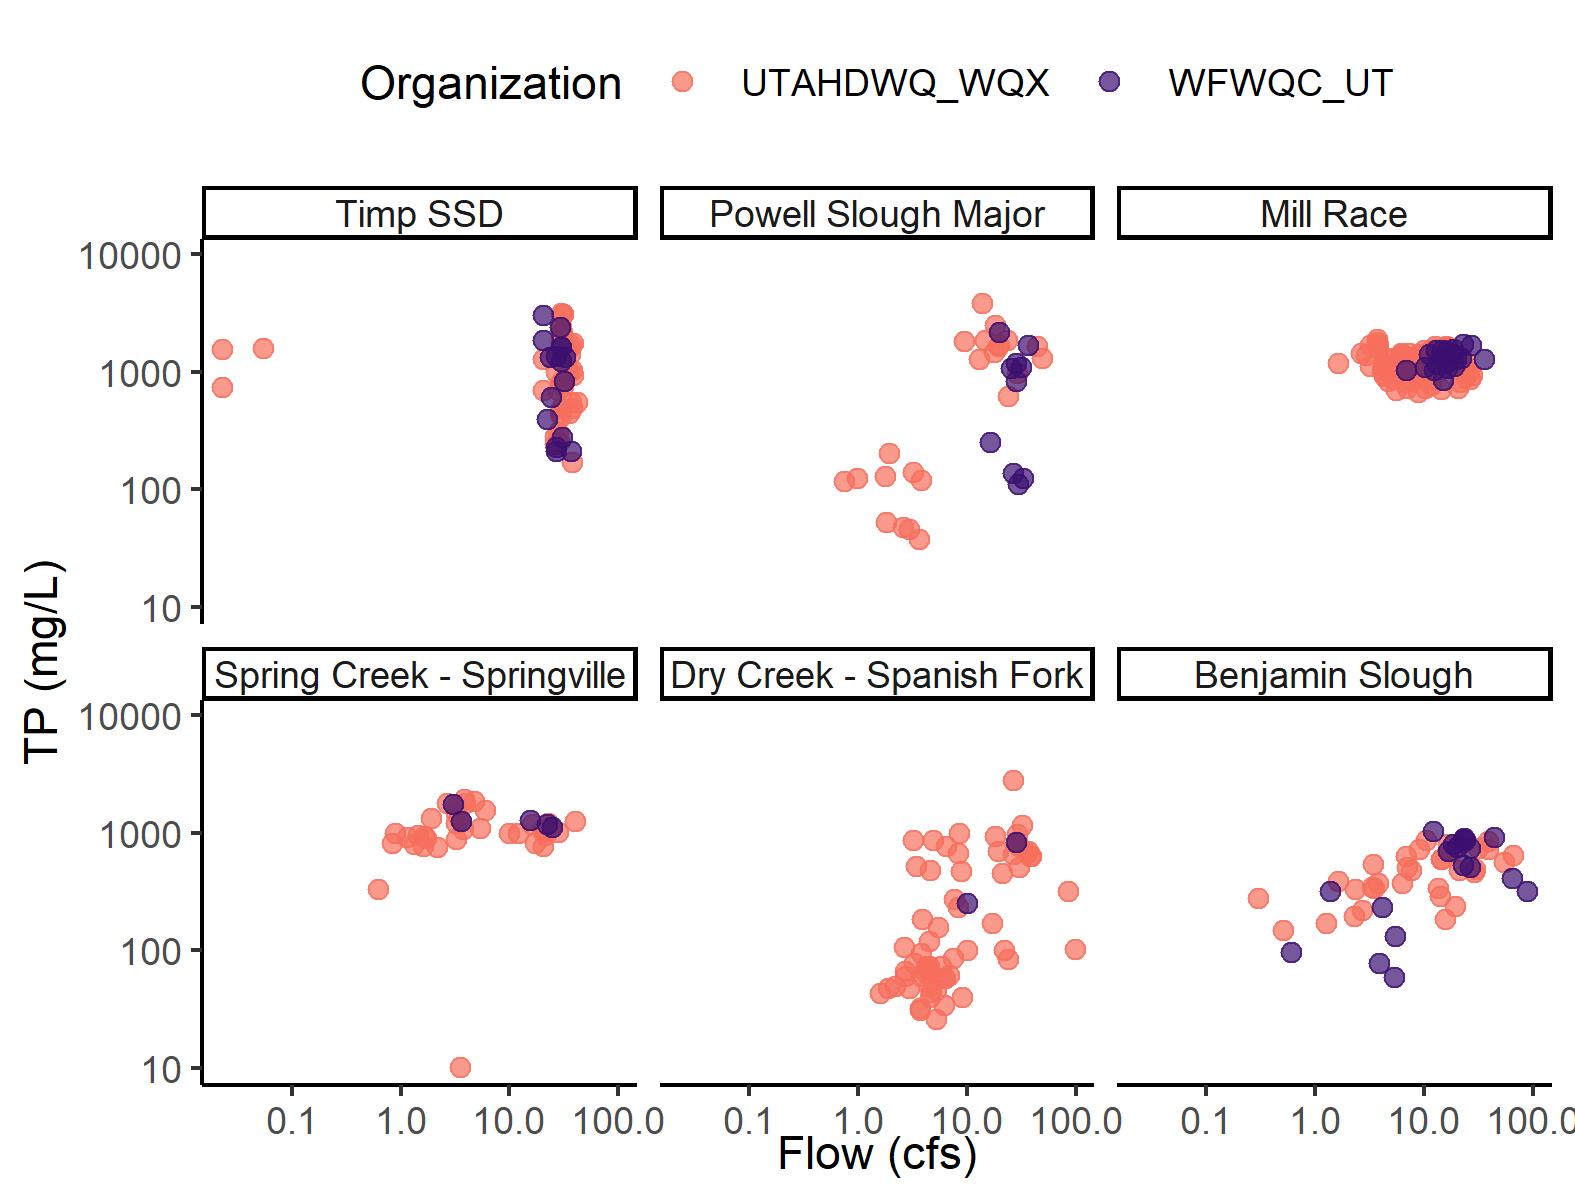 Organization UTAHDWQ_WQX WFWQC_UT
Timp SSD Powell Slough Major Mill Race
10000
1000
100
10
TP (mg/L)
Spring Creek - Springville Dry Creek - Spanish Fork Benjamin Slough
10000
1000
100
10
0.1 1.0 10.0 100.0 0.1 1.0 10.0 100.0 0.1 1.0 10.0 100.0
Flow (cfs)